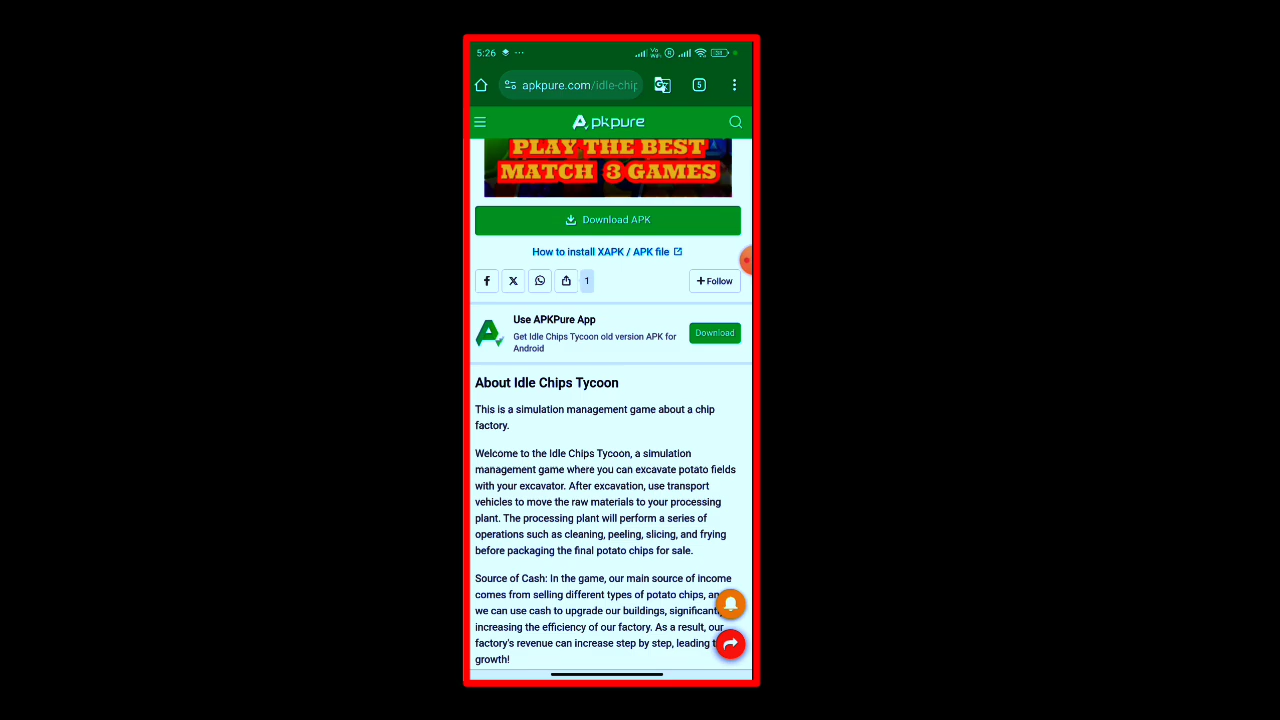 5:26
apkpure.com/idle-chip
5
Apkpure
PLAY THE BEST
MATCH 3 GAMES
Download APK
How to install XAPK / APK file
1
+ Follow
Use APKPure App
Get Idle Chips Tycoon old version APK for
Android
Download
About Idle Chips Tycoon
This is a simulation management game about a chip
factory.
Welcome to the Idle Chips Tycoon, a simulation
management game where you can excavate potato fields
with your excavator. After excavation, use transport
vehicles to move the raw materials to your processing
plant. The processing plant will perform a series of
operations such as cleaning, peeling, slicing, and frying
before packaging the final potato chips for sale.
Source of Cash: In the game, our main source of income
comes from selling different types of potato chips, an
we can use cash to upgrade our buildings, significant
increasing the efficiency of our factory. As a result, our
factory's revenue can increase step by step, leading t
growth!